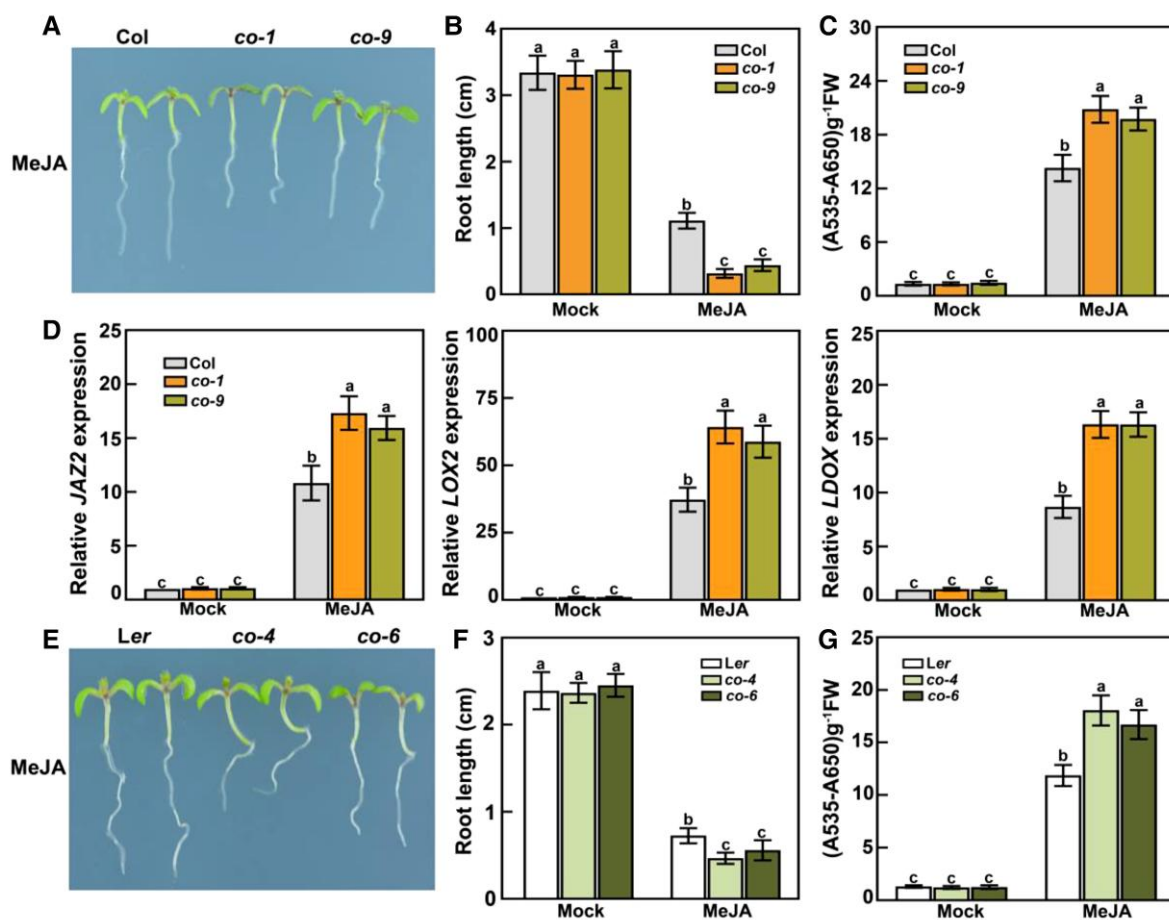 A
Col
co-1
co-9
MeJA
B
Root length (cm)
4
3
2
1
0
a
a
a
b
c
c
Col
co-1
co-9
Mock
MeJA
C
(A535-A650)g-1FW
30
24
18
12
6
0
c
c
c
b
a
a
Col
co-1
co-9
Mock
MeJA
D
Relative JAZ2 expression
25
20
15
10
5
0
c
c
c
b
a
a
Col
co-1
co-9
Mock
MeJA
Relative LOX2 expression
100
75
50
25
0
c
c
c
b
a
a
Mock
MeJA
Relative LDOX expression
25
20
15
10
5
0
c
c
c
b
a
a
Mock
MeJA
E
Ler
co-4
co-6
MeJA
F
Root length (cm)
3
2
1
0
a
a
a
b
c
c
Ler
co-4
co-6
Mock
MeJA
G
(A535-A650)g-1FW
25
20
15
10
5
0
c
c
c
b
a
a
Ler
co-4
co-6
Mock
MeJA